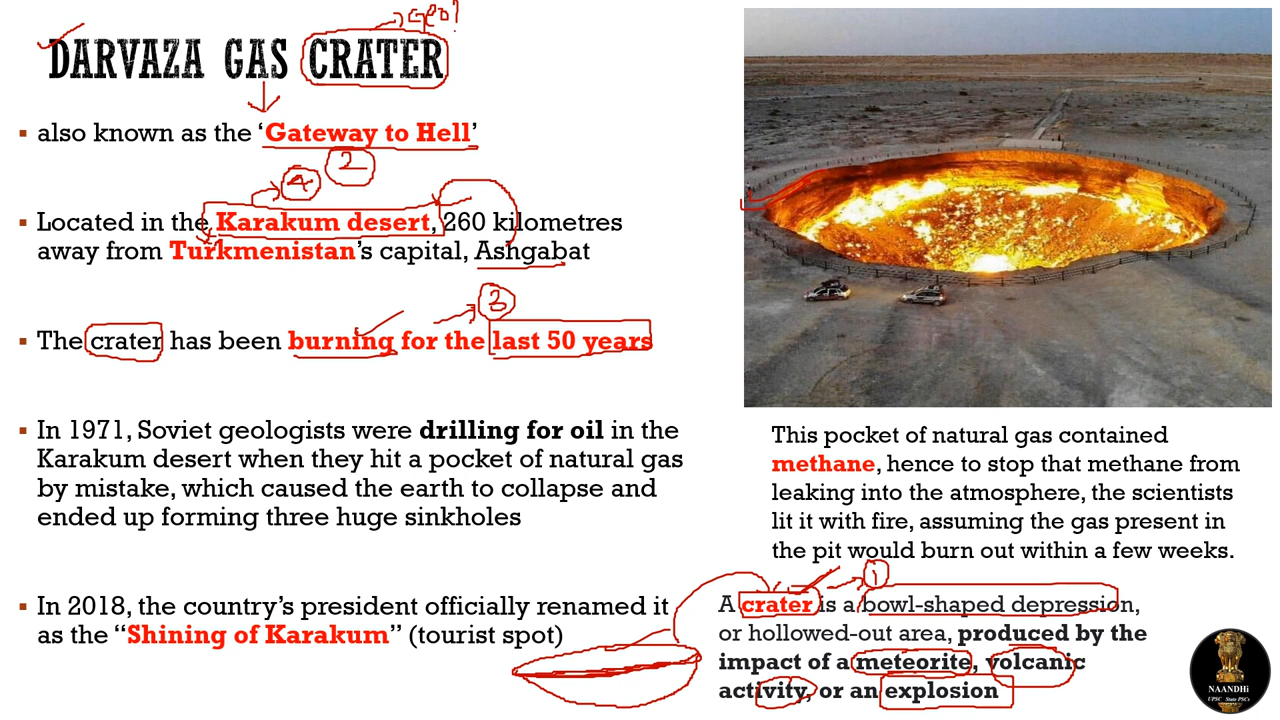 Geo?
DARVAZA GAS CRATER
also known as the ‘Gateway to Hell’
2
4
Located in the Karakum desert, 260 kilometres
away from Turkmenistan’s capital, Ashgabat
3
The crater has been burning for the last 50 years
In 1971, Soviet geologists were drilling for oil in the
Karakum desert when they hit a pocket of natural gas
by mistake, which caused the earth to collapse and
ended up forming three huge sinkholes
In 2018, the country’s president officially renamed it
as the “Shining of Karakum” (tourist spot)
This pocket of natural gas contained
methane, hence to stop that methane from
leaking into the atmosphere, the scientists
lit it with fire, assuming the gas present in
the pit would burn out within a few weeks.
1
A crater is a bowl-shaped depression,
or hollowed-out area, produced by the
impact of a meteorite, volcanic
activity, or an explosion
NAANDHi
UPSC State PSCs